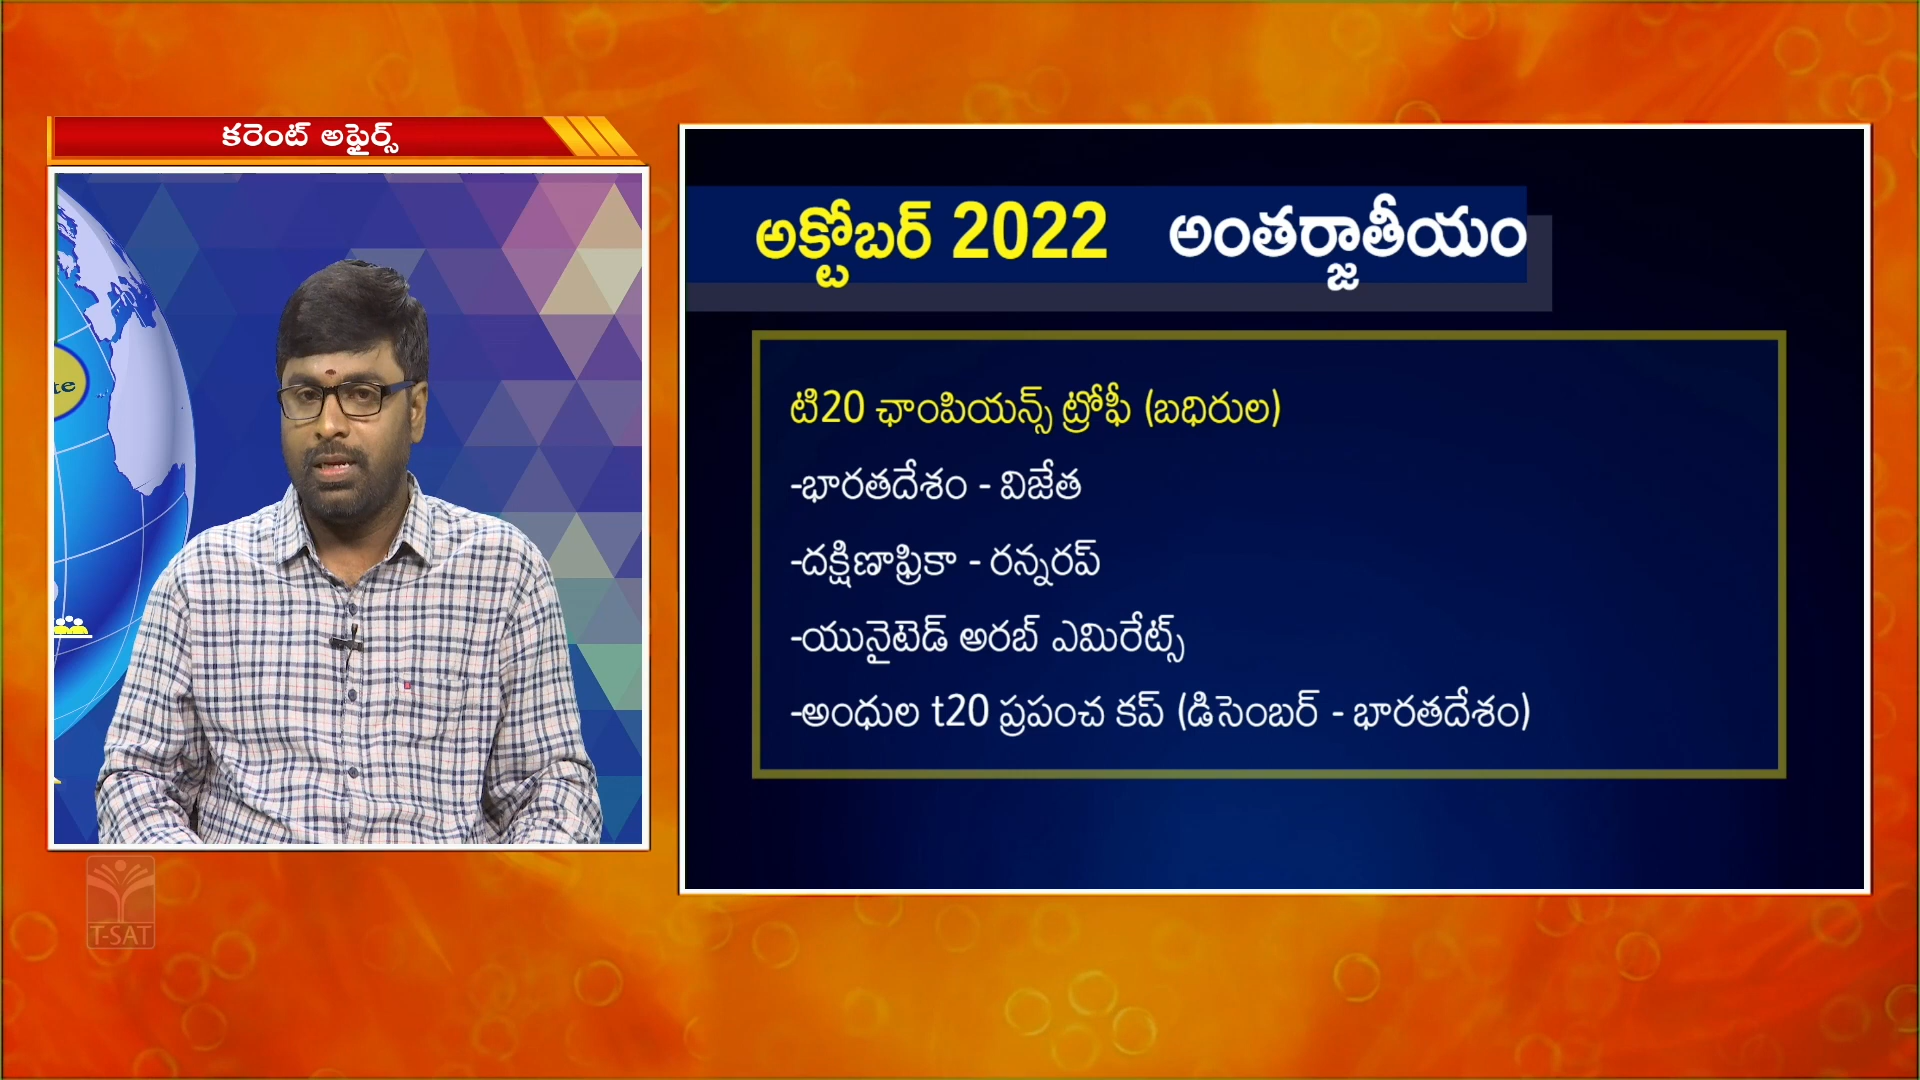 కరెంట్ అఫైర్స్
అక్టోబర్ 2022 అంతర్జాతీయం
టి20 ఛాంపియన్స్ ట్రోఫీ (బధిరుల)
-భారతదేశం - విజేత
-దక్షిణాఫ్రికా - రన్నరప్
-యునైటెడ్ అరబ్ ఎమిరేట్స్
-అంధుల t20 ప్రపంచ కప్ (డిసెంబర్ - భారతదేశం)
te
T-SAT